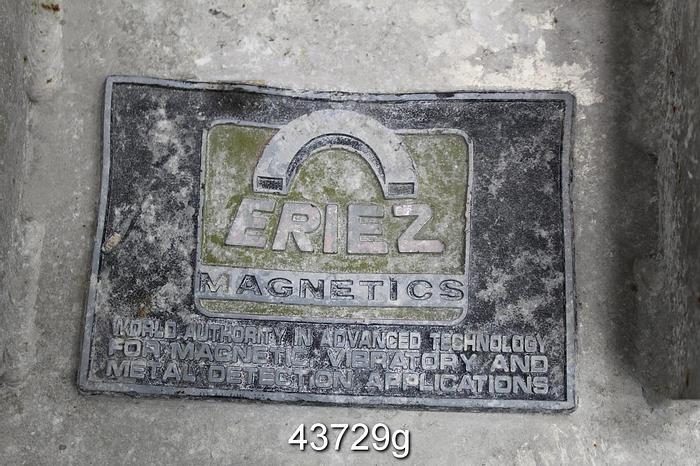 ERIEZ
MAGNETICS
WORLD AUTHORITY IN ADVANCED TECHNOLOGY
FOR MAGNETIC, VIBRATORY AND
METAL DETECTION APPLICATIONS
43729g